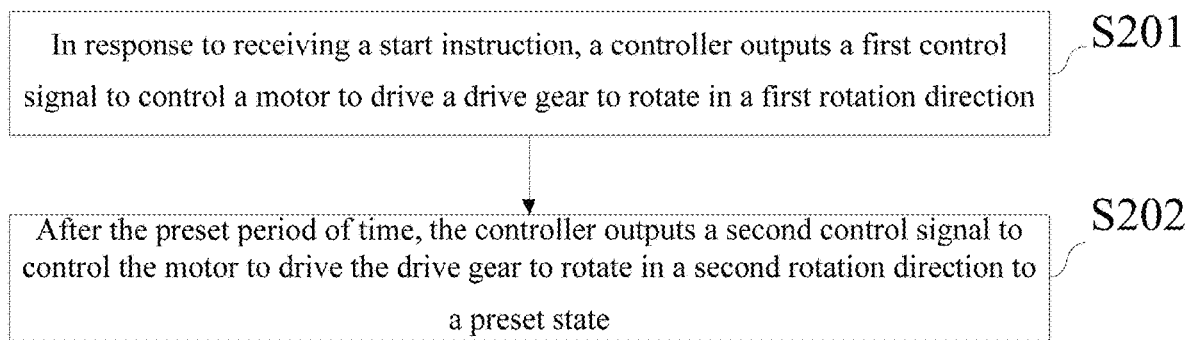 In response to receiving a start instruction, a controller outputs a first control
signal to control a motor to drive a drive gear to rotate in a first rotation direction
S201
After the preset period of time, the controller outputs a second control signal to
control the motor to drive the drive gear to rotate in a second rotation direction to
a preset state
S202